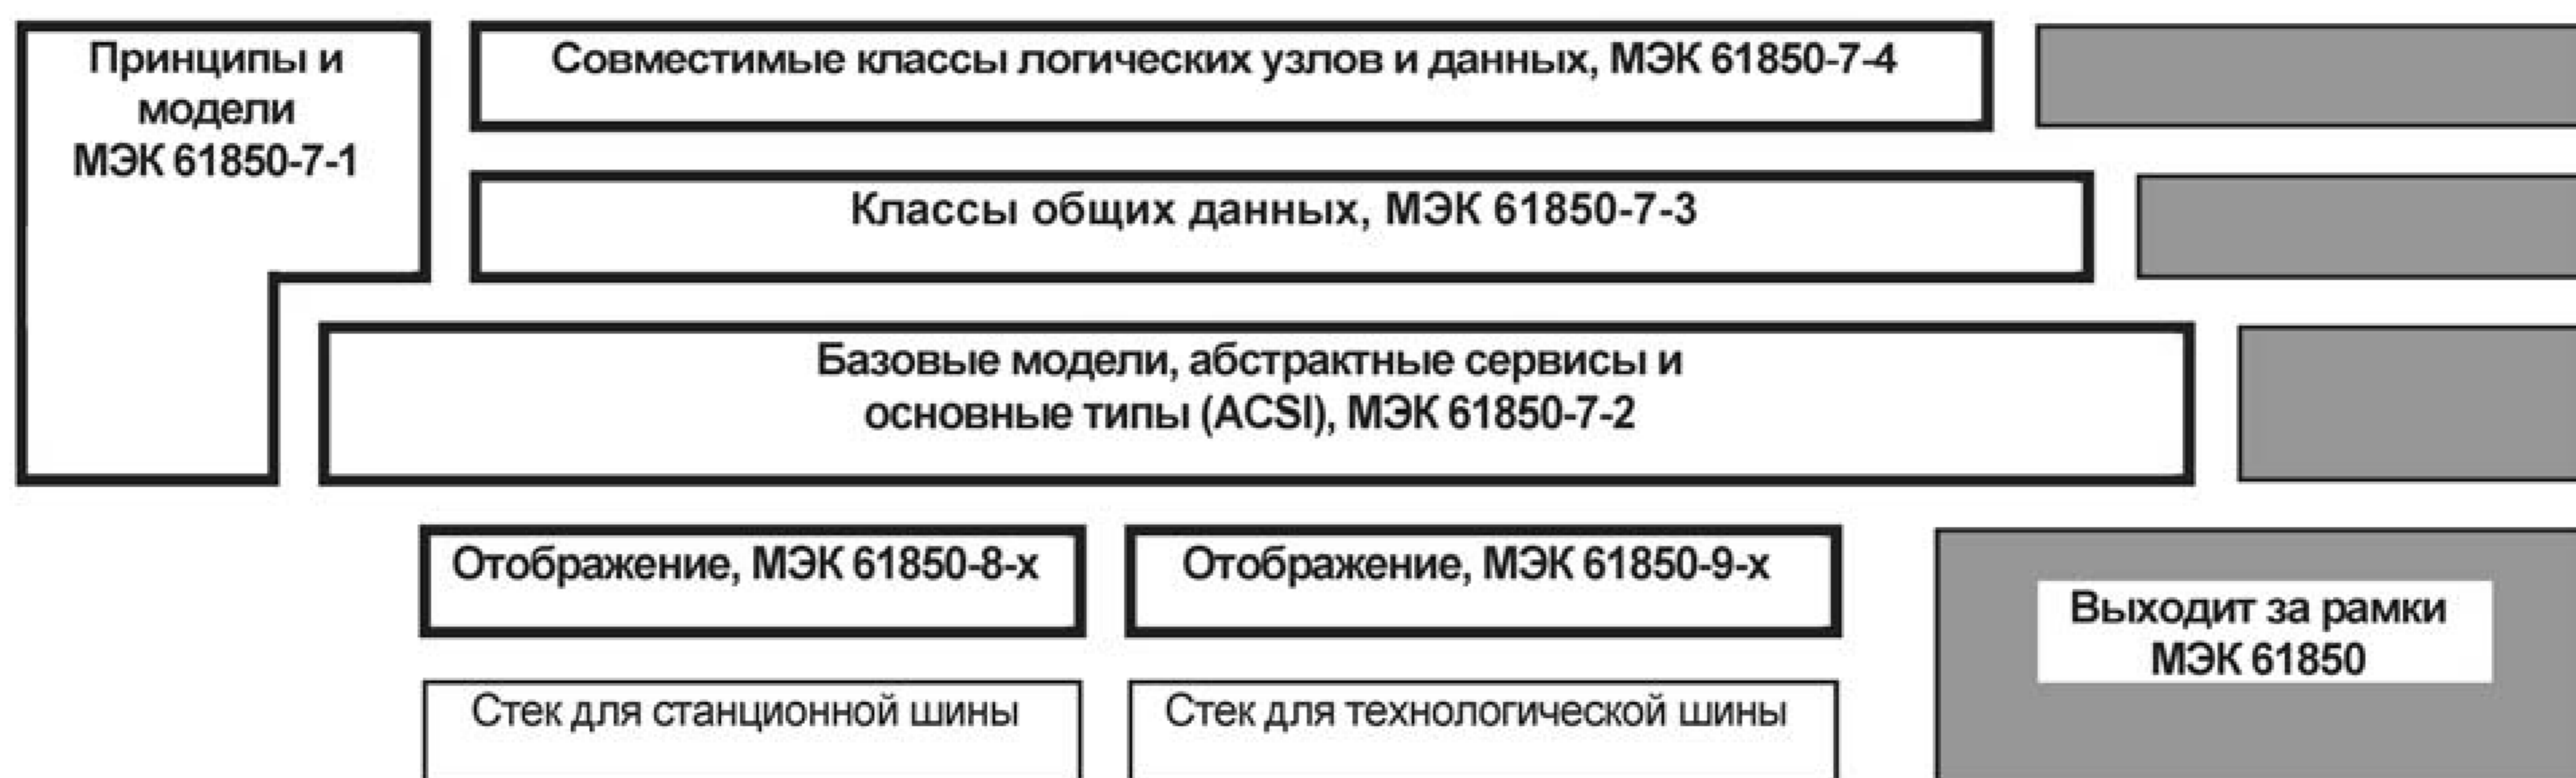 Принципы и
модели
МЭК 61850-7-1
Совместимые классы логических узлов и данных, МЭК 61850-7-4
Классы общих данных, МЭК 61850-7-3
Базовые модели, абстрактные сервисы и
основные типы (ACSI), МЭК 61850-7-2
Отображение, МЭК 61850-8-х
Отображение, МЭК 61850-9-х
Выходит за рамки
МЭК 61850
Стек для станционной шины
Стек для технологической шины